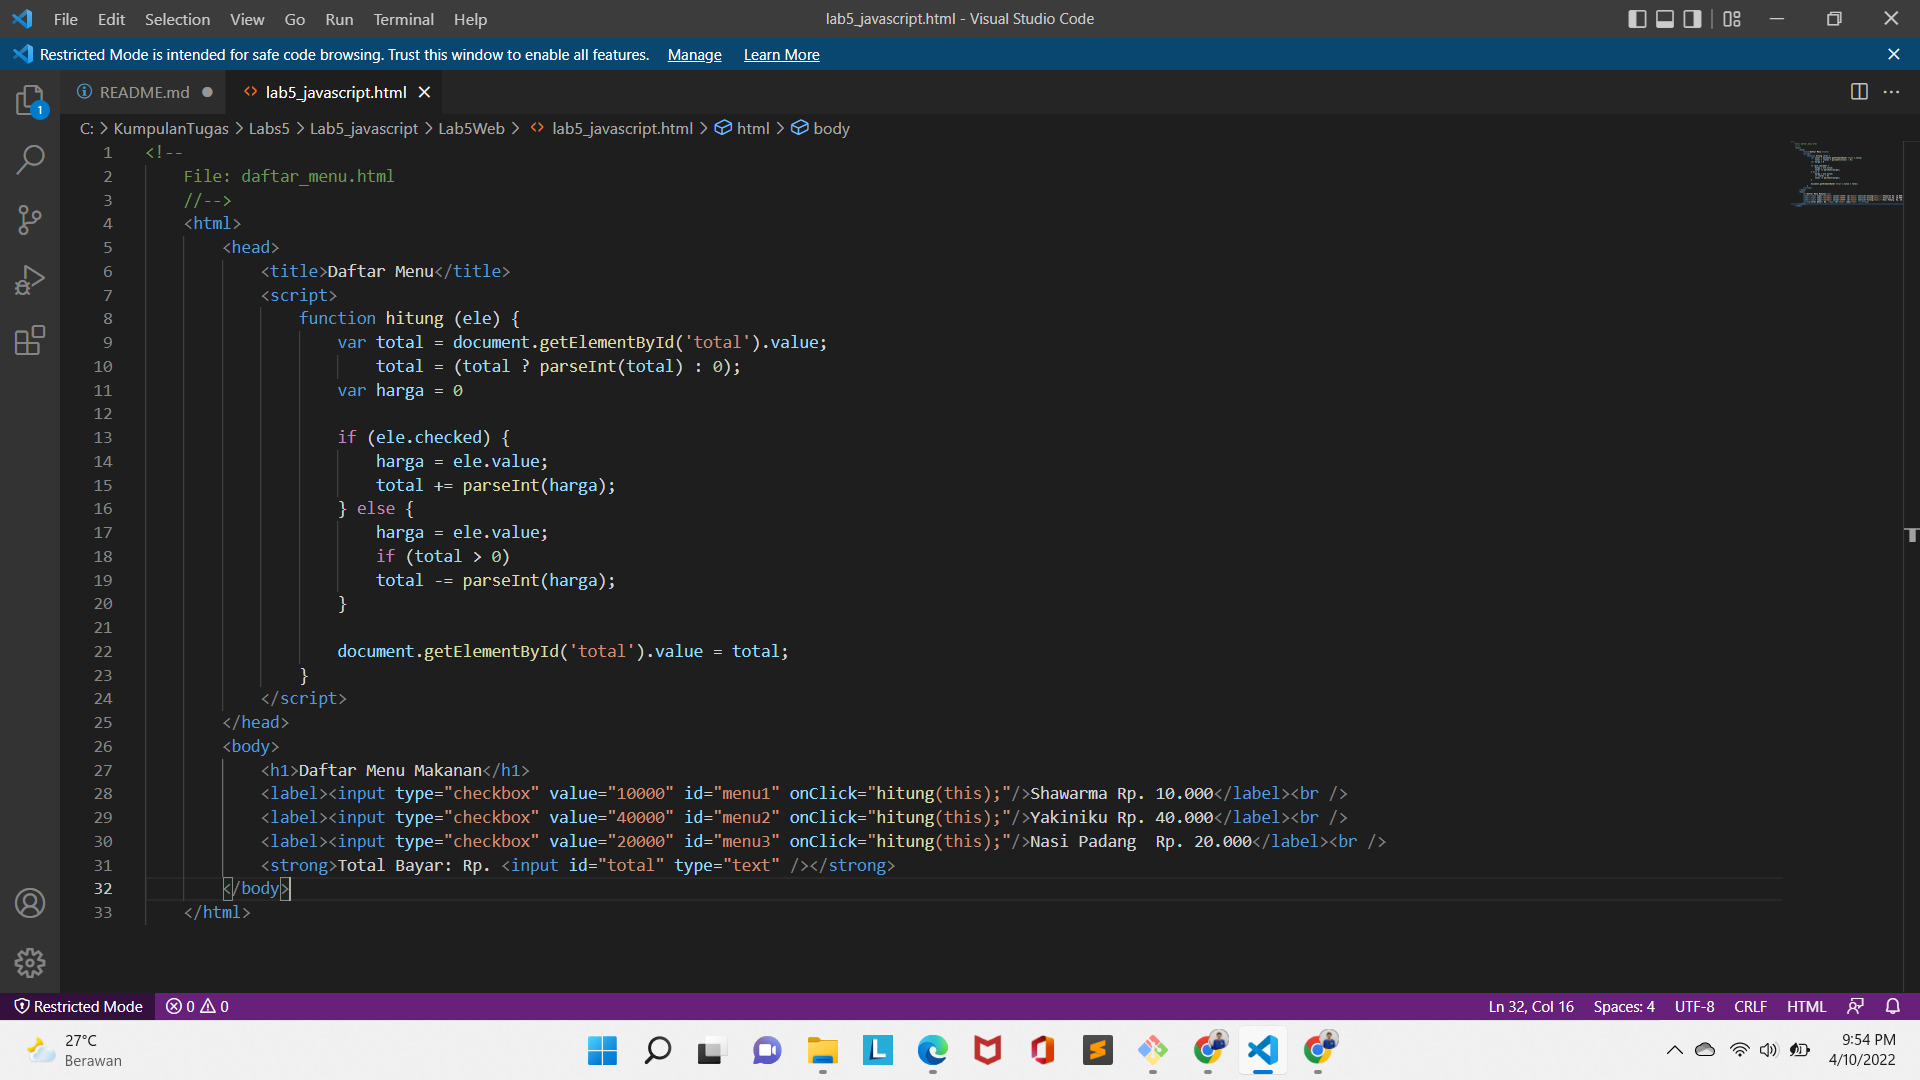 File Edit Selection View Go Run Terminal Help
lab5_javascript.html - Visual Studio Code
Restricted Mode is intended for safe code browsing. Trust this window to enable all features. Manage Learn More
1
README.md
lab5_javascript.html
C: > KumpulanTugas > Labs5 > Lab5_javascript > Lab5Web > lab5_javascript.html > html > body
1 <!--
2 File: daftar_menu.html
3 //-->
4 <html>
5 <head>
6 <title>Daftar Menu</title>
7 <script>
8 function hitung (ele) {
9 var total = document.getElementById('total').value;
10 total = (total ? parseInt(total) : 0);
11 var harga = 0
12
13 if (ele.checked) {
14 harga = ele.value;
15 total += parseInt(harga);
16 } else {
17 harga = ele.value;
18 if (total > 0)
19 total -= parseInt(harga);
20 }
21
22 document.getElementById('total').value = total;
23 }
24 </script>
25 </head>
26 <body>
27 <h1>Daftar Menu Makanan</h1>
28 <label><input type="checkbox" value="10000" id="menu1" onClick="hitung(this);"/>Shawarma Rp. 10.000</label><br />
29 <label><input type="checkbox" value="40000" id="menu2" onClick="hitung(this);"/>Yakiniku Rp. 40.000</label><br />
30 <label><input type="checkbox" value="20000" id="menu3" onClick="hitung(this);"/>Nasi Padang  Rp. 20.000</label><br />
31 <strong>Total Bayar: Rp. <input id="total" type="text" /></strong>
32 </body>
33 </html>
Restricted Mode 0 0
Ln 32, Col 16 Spaces: 4 UTF-8 CRLF HTML
27°C
Berawan
9:54 PM
4/10/2022